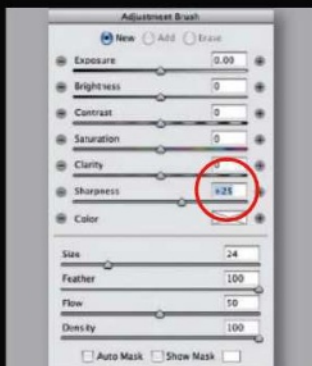 Adjustment Brush
New Add Erase
Exposure 0.00
Brightness 0
Contrast 0
Saturation 0
Clarity 0
Sharpness +25
Color
Size 24
Feather 100
Flow 50
Density 100
Auto Mask Show Mask